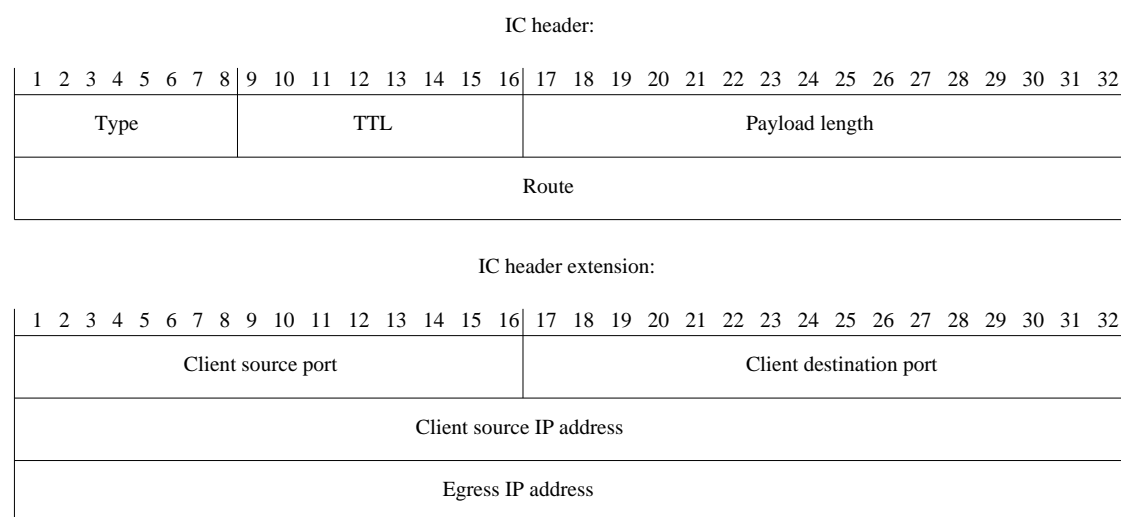 IC header:
1 2 3 4 5 6 7 8 9 10 11 12 13 14 15 16 17 18 19 20 21 22 23 24 25 26 27 28 29 30 31 32
Type TTL Payload length
Route
IC header extension:
1 2 3 4 5 6 7 8 9 10 11 12 13 14 15 16 17 18 19 20 21 22 23 24 25 26 27 28 29 30 31 32
Client source port Client destination port
Client source IP address
Egress IP address